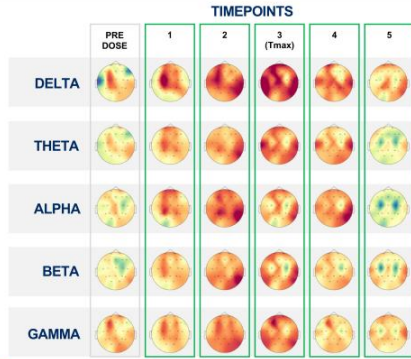 TIMEPOINTS
PRE DOSE 1 2 3 (Tmax) 4 5
DELTA
THETA
ALPHA
BETA
GAMMA